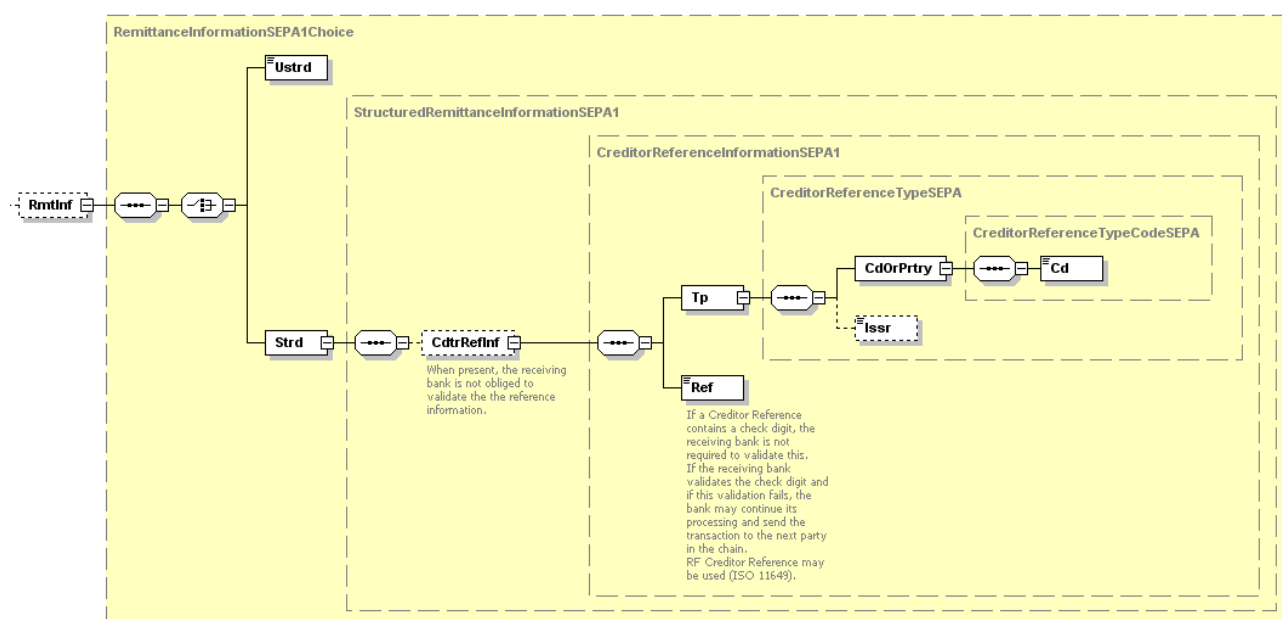 RemittanceInformationSEPA1Choice
Ustrd
StructuredRemittanceInformationSEPA1
CreditorReferenceInformationSEPA1
CreditorReferenceTypeSEPA
RmtInf
CreditorReferenceTypeCodeSEPA
CdOrPrtry
Cd
Tp
Issr
Strd
CdtrRefInf
When present, the receiving
bank is not obliged to
validate the the reference
information.
Ref
If a Creditor Reference
contains a check digit, the
receiving bank is not
required to validate this.
If the receiving bank
validates the check digit and
if this validation fails, the
bank may continue its
processing and send the
transaction to the next party
in the chain.
RF Creditor Reference may
be used (ISO 11649).